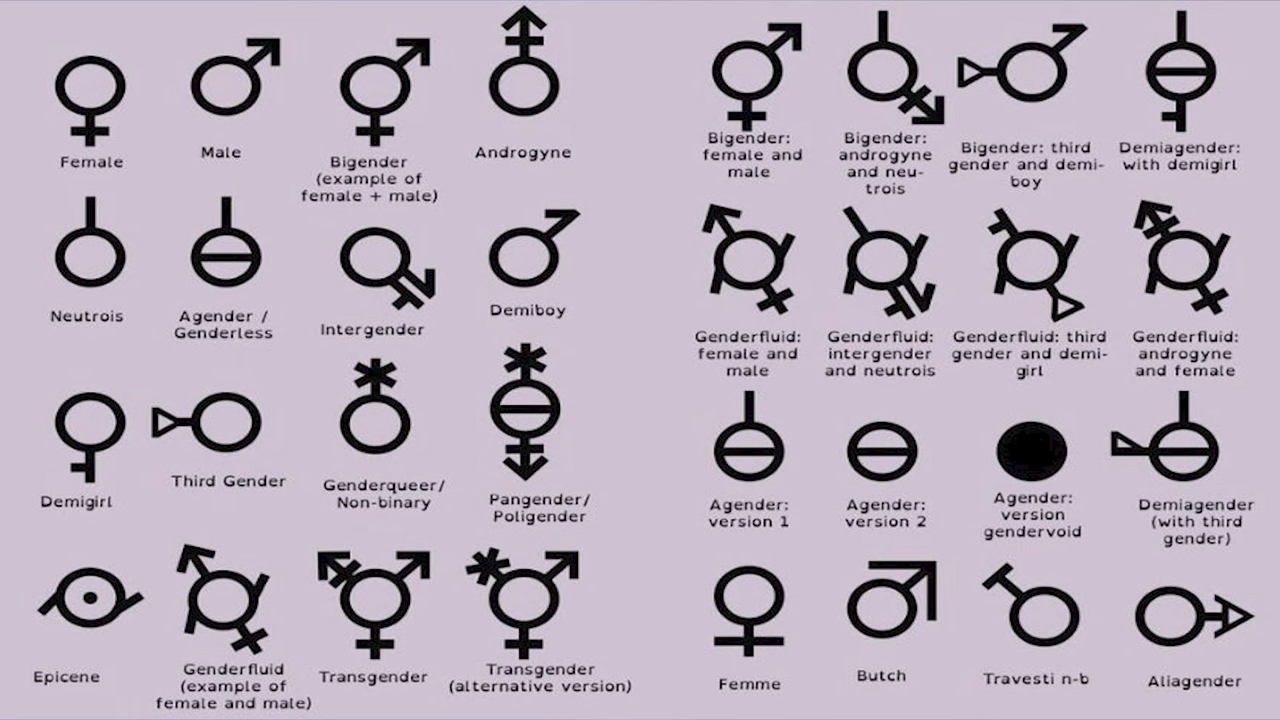 Female
Male
Bigender
(example of
female + male)
Androgyne
Bigender:
female and
male
Bigender:
androgyne
and neu-
trois
Bigender: third
gender and demi-
boy
Demiagender:
with demigirl
Neutrois
Agender /
Genderless
Intergender
Demiboy
Genderfluid:
female and
male
Genderfluid:
intergender
and neutrois
Genderfluid: third
gender and demi-
girl
Genderfluid:
androgyne
and female
Demigirl
Third Gender
Genderqueer/
Non-binary
Pangender/
Poligender
Agender:
version 1
Agender:
version 2
Agender:
version
gendervoid
Demiagender
(with third
gender)
Epicene
Genderfluid
(example of
female and male)
Transgender
Transgender
(alternative version)
Femme
Butch
Travesti n-b
Aliagender